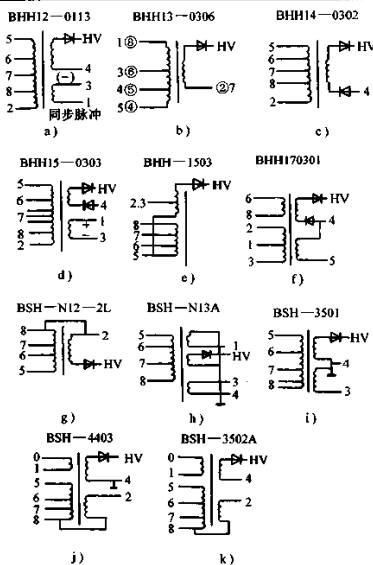 BHH12—0113
BHH13—0306
BHH14—0302
5
6
7
8
2
HV
4
(−)
3
1
同步脉冲
a)
1⑧
3⑥
4⑤
5④
HV
②7
b)
5
6
7
8
2
HV
4
c)
BHH15—0303
BHH—1503
BHH170301
5
6
7
8
2
HV
4
1
+
−
3
d)
HV
2.3
8
7
6
5
e)
6
8
2
1
3
HV
4
5
f)
BSH—N12—2L
BSH—N13A
BSH—3501
8
7
6
5
2
HV
g)
5
6
7
8
1
HV
3
4
h)
5
6
7
8
HV
4
3
i)
BSH—4403
BSH—3502A
0
1
5
6
7
8
HV
4
2
j)
0
1
5
6
7
8
HV
4
2
k)